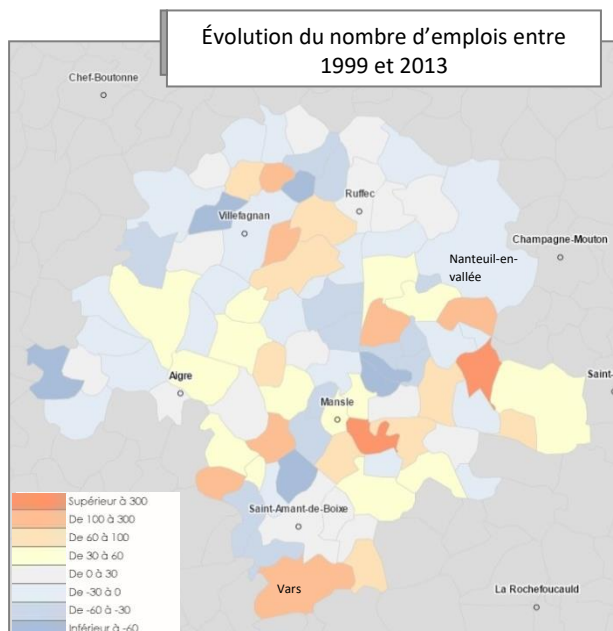 Évolution du nombre d'emplois entre
1999 et 2013
Chef-Boutonne
Ruffec
Villefagnan
Champagne-Mouton
Nanteuil-en-
vallée
Saint-
Aigre
Mansle
Saint-Amant-de-Boixe
Vars
La Rochefoucauld
Supérieur à 300
De 100 à 300
De 60 à 100
De 30 à 60
De 0 à 30
De -30 à 0
De -60 à -30
Inférieur à -60